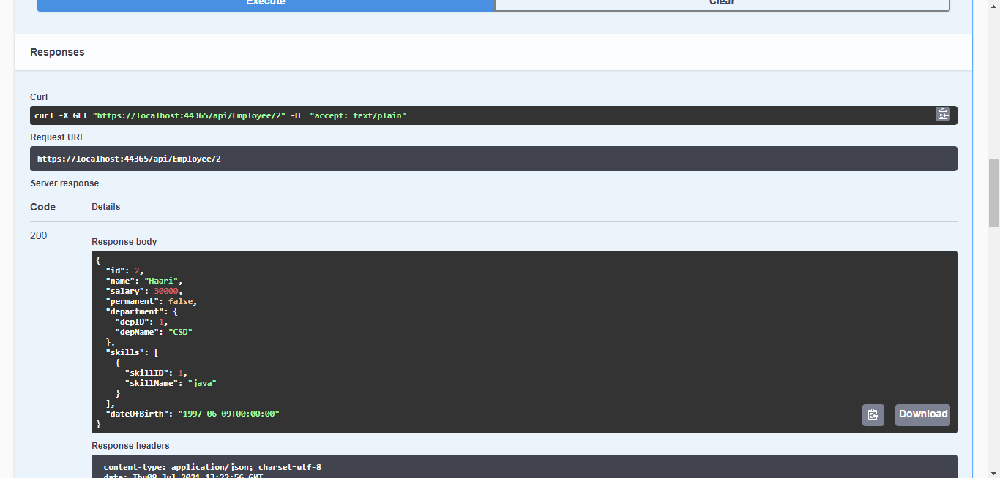 Execute
Clear
Responses
Curl
curl -X GET "https://localhost:44365/api/Employee/2" -H  "accept: text/plain"
Request URL
https://localhost:44365/api/Employee/2
Server response
Code
Details
200
Response body
{
  "id": 2,
  "name": "Haari",
  "salary": 30000,
  "permanent": false,
  "department": {
    "depID": 1,
    "depName": "CSD"
  },
  "skills": [
    {
      "skillID": 1,
      "skillName": "java"
    }
  ],
  "dateOfBirth": "1997-06-09T00:00:00"
}
Download
Response headers
content-type: application/json; charset=utf-8
date: Thu08 Jul 2021 13:22:56 GMT